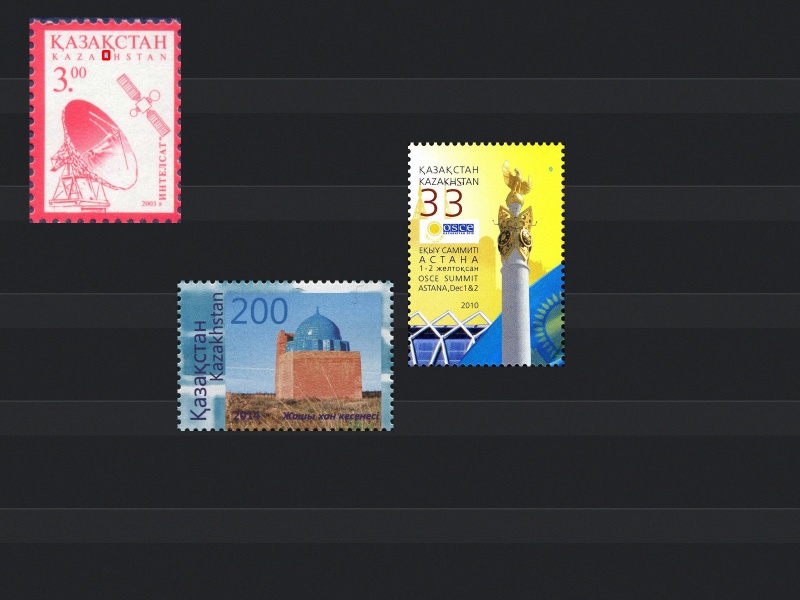 ҚАЗАҚСТАН
KAZAKHSTAN
3.00
ИНТЕЛСАТ
2003 ж
ҚАЗАҚСТАН
KAZAKHSTAN
33
osce
ЕҚЫҰ САММИТІ
АСТАНА
1-2 желтоқсан
OSCE SUMMIT
ASTANA, Dec1&2
2010
Қазақстан
Kazakhstan
200
Жошы хан кесенесі